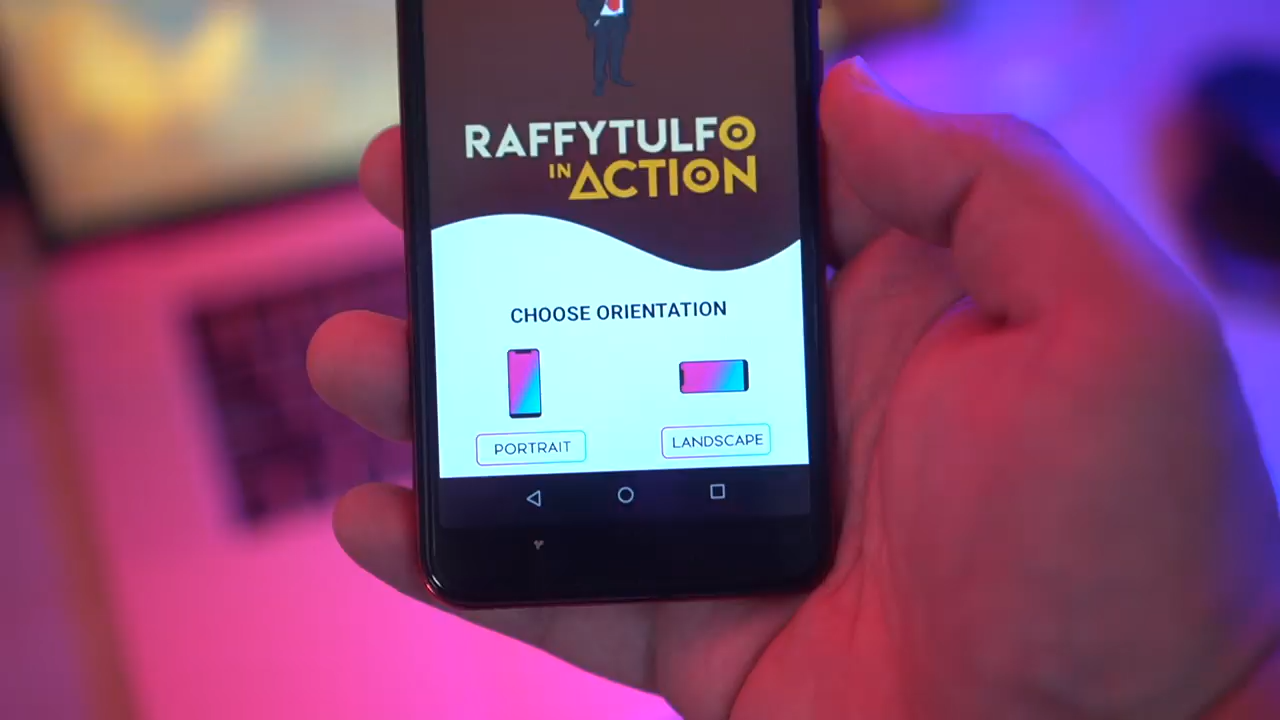 RAFFYTULFO
IN ACTION
CHOOSE ORIENTATION
PORTRAIT
LANDSCAPE